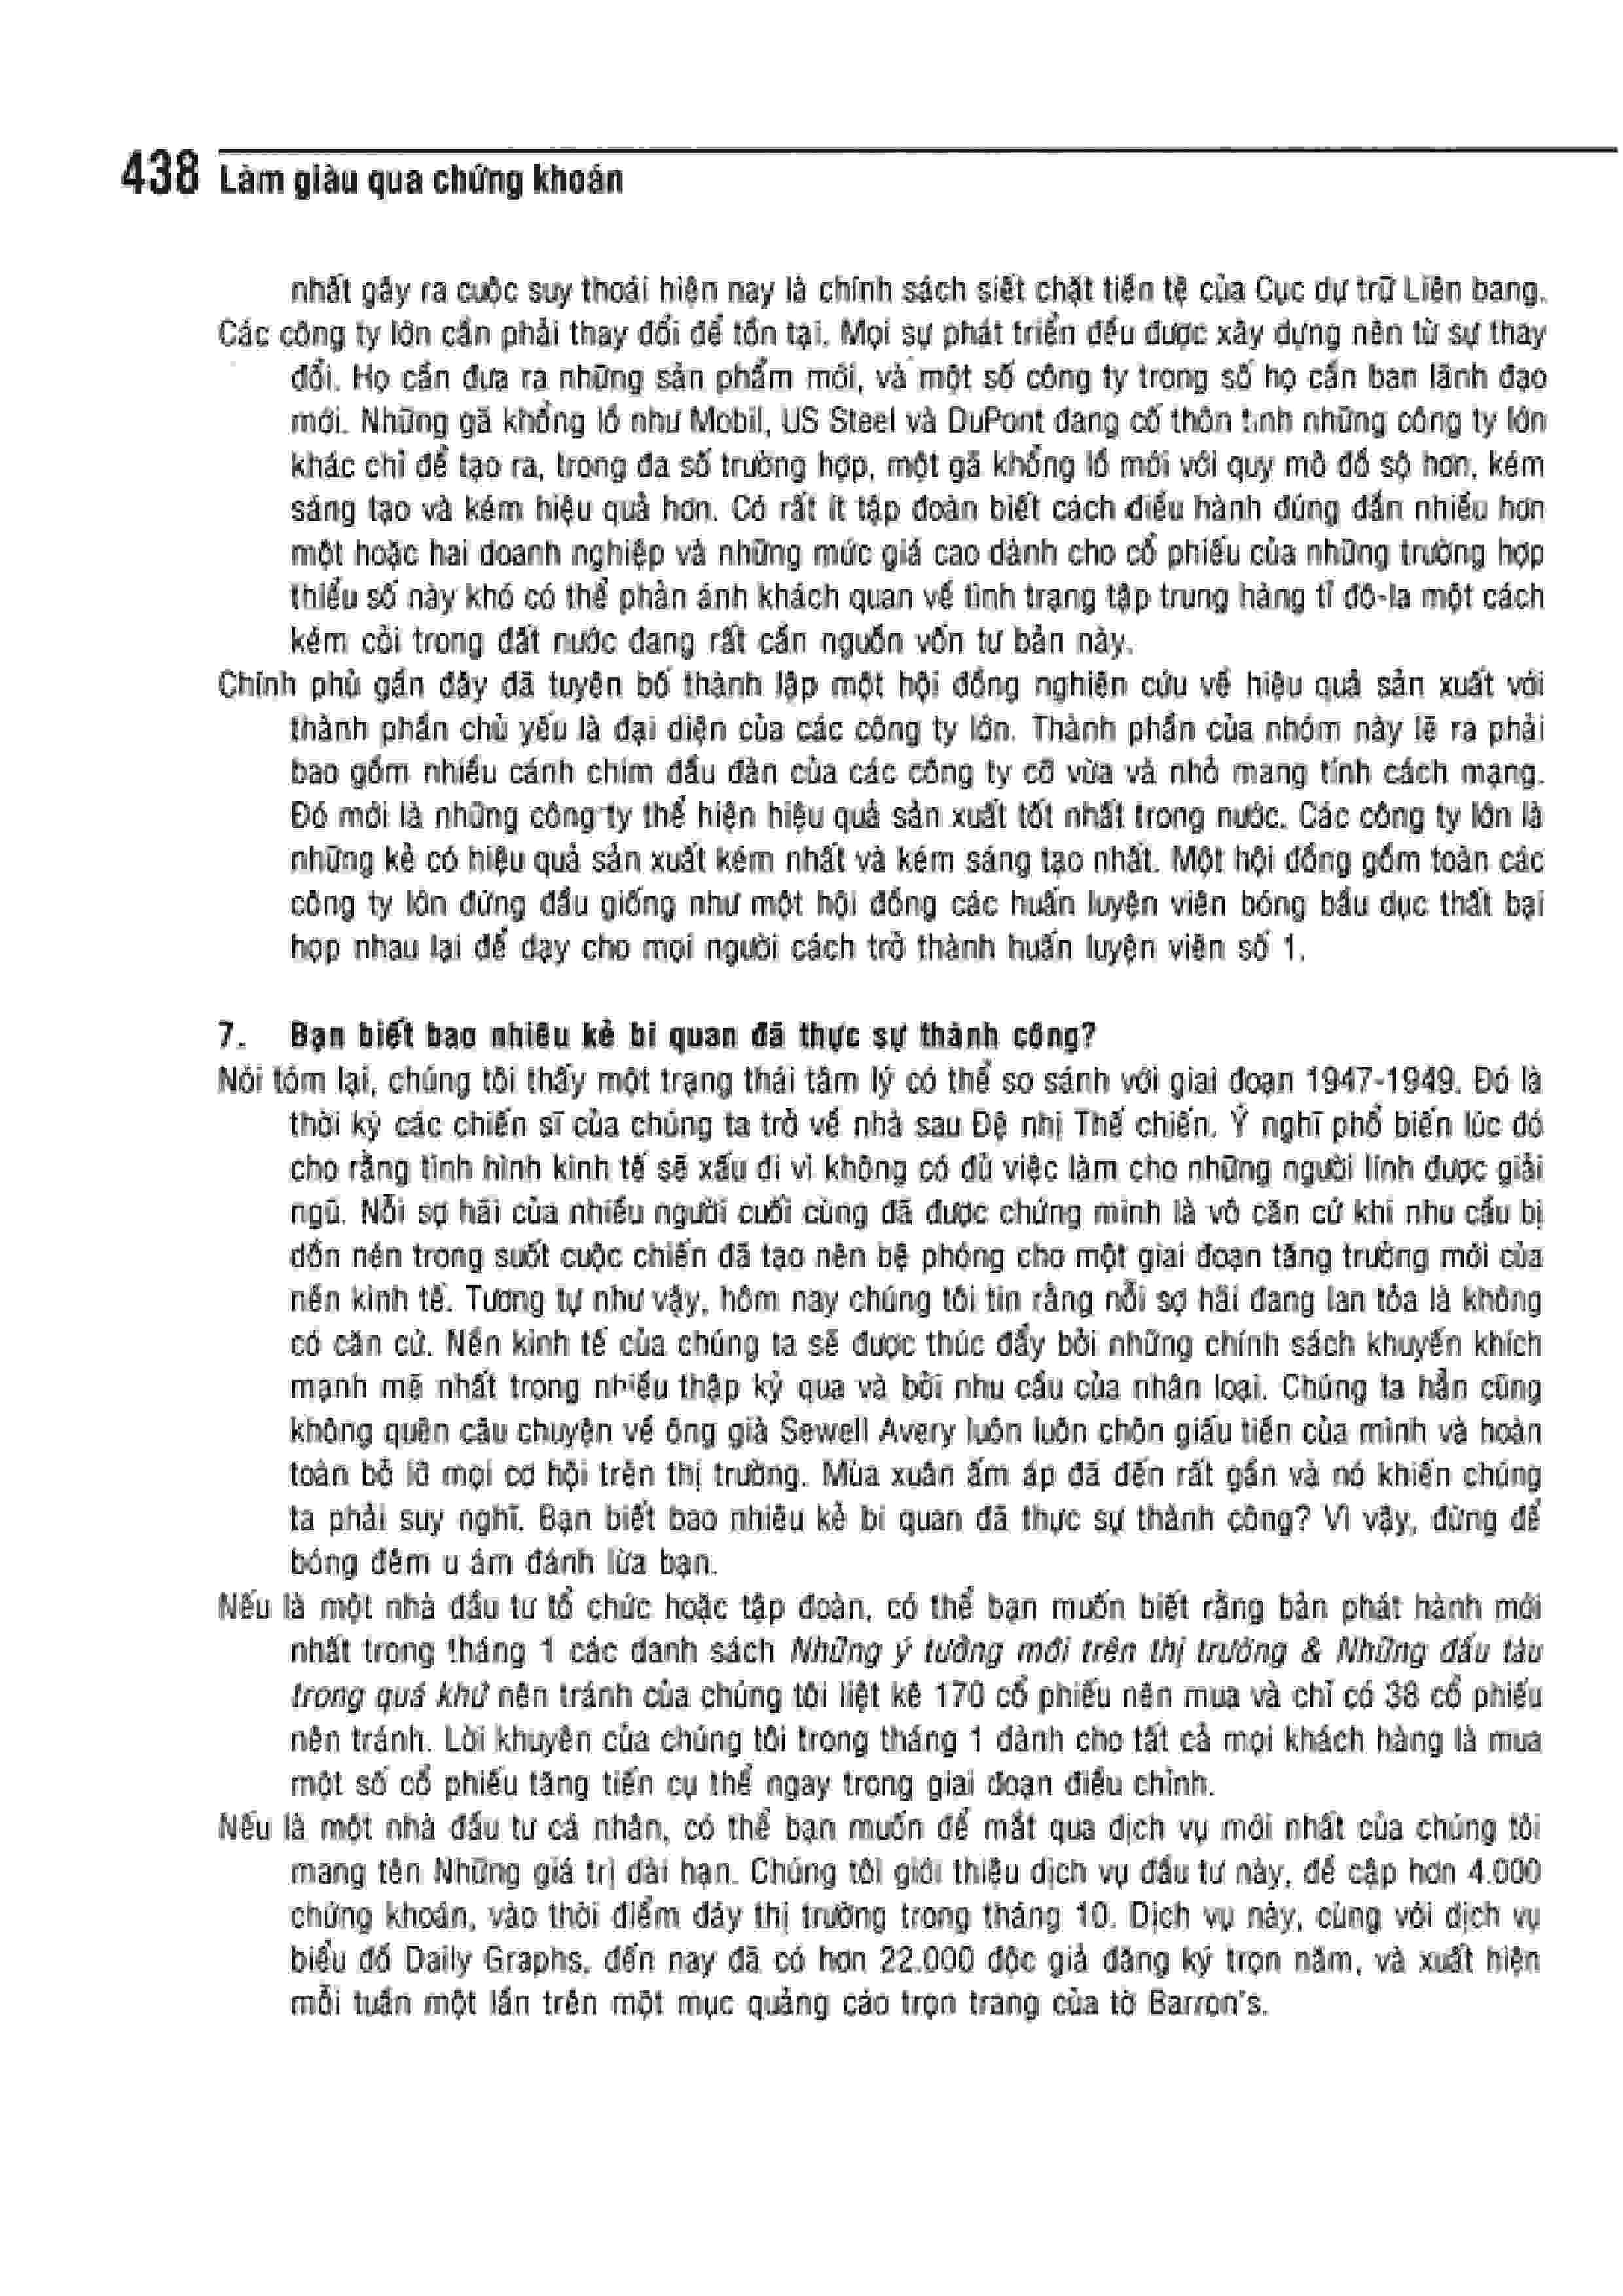 438 Làm giàu qua chứng khoán
nhất gây ra cuộc suy thoái hiện nay là chính sách siết chặt tiền tệ của Cục dự trữ Liên bang.
Các công ty lớn cần phải thay đổi để tồn tại. Mọi sự phát triển đều được xây dựng nên từ sự thay
đổi. Họ cần đưa ra những sản phẩm mới, và một số công ty trong số họ cần ban lãnh đạo
mới. Những gã khổng lồ như Mobil, US Steel và DuPont đang cố thôn tính những công ty lớn
khác chỉ để tạo ra, trong đa số trường hợp, một gã khổng lồ mới với quy mô đồ sộ hơn, kém
sáng tạo và kém hiệu quả hơn. Có rất ít tập đoàn biết cách điều hành đúng đắn nhiều hơn
một hoặc hai doanh nghiệp và những mức giá cao dành cho cổ phiếu của những trường hợp
thiểu số này khó có thể phản ánh khách quan về tình trạng tập trung hàng tỉ đô-la một cách
kém cỏi trong đất nước đang rất cần nguồn vốn tư bản này.
Chính phủ gần đây đã tuyên bố thành lập một hội đồng nghiên cứu về hiệu quả sản xuất với
thành phần chủ yếu là đại diện của các công ty lớn. Thành phần của nhóm này lẽ ra phải
bao gồm nhiều cánh chim đầu đàn của các công ty cỡ vừa và nhỏ mang tính cách mạng.
Đó mới là những công ty thể hiện hiệu quả sản xuất tốt nhất trong nước. Các công ty lớn là
những kẻ có hiệu quả sản xuất kém nhất và kém sáng tạo nhất. Một hội đồng gồm toàn các
công ty lớn đứng đầu giống như một hội đồng các huấn luyện viên bóng bầu dục thất bại
họp nhau lại để dạy cho mọi người cách trở thành huấn luyện viên số 1.
7. Bạn biết bao nhiêu kẻ bi quan đã thực sự thành công?
Nói tóm lại, chúng tôi thấy một trạng thái tâm lý có thể so sánh với giai đoạn 1947-1949. Đó là
thời kỳ các chiến sĩ của chúng ta trở về nhà sau Đệ nhị Thế chiến. Ý nghĩ phổ biến lúc đó
cho rằng tình hình kinh tế sẽ xấu đi vì không có đủ việc làm cho những người lính được giải
ngũ. Nỗi sợ hãi của nhiều người cuối cùng đã được chứng minh là vô căn cứ khi nhu cầu bị
dồn nén trong suốt cuộc chiến đã tạo nên bệ phóng cho một giai đoạn tăng trưởng mới của
nền kinh tế. Tương tự như vậy, hôm nay chúng tôi tin rằng nỗi sợ hãi đang lan tỏa là không
có căn cứ. Nền kinh tế của chúng ta sẽ được thúc đẩy bởi những chính sách khuyến khích
mạnh mẽ nhất trong nhiều thập kỷ qua và bởi nhu cầu của nhân loại. Chúng ta hẳn cũng
không quên câu chuyện về ông già Sewell Avery luôn luôn chôn giấu tiền của mình và hoàn
toàn bỏ lỡ mọi cơ hội trên thị trường. Mùa xuân ấm áp đã đến rất gần và nó khiến chúng
ta phải suy nghĩ. Bạn biết bao nhiêu kẻ bi quan đã thực sự thành công? Vì vậy, đừng để
bóng đêm u ám đánh lừa bạn.
Nếu là một nhà đầu tư tổ chức hoặc tập đoàn, có thể bạn muốn biết rằng bản phát hành mới
nhất trong tháng 1 các danh sách Những ý tưởng mới trên thị trường & Những đầu tàu
trong quá khứ nên tránh của chúng tôi liệt kê 170 cổ phiếu nên mua và chỉ có 38 cổ phiếu
nên tránh. Lời khuyên của chúng tôi trong tháng 1 dành cho tất cả mọi khách hàng là mua
một số cổ phiếu tăng tiến cụ thể ngay trong giai đoạn điều chỉnh.
Nếu là một nhà đầu tư cá nhân, có thể bạn muốn để mắt qua dịch vụ mới nhất của chúng tôi
mang tên Những giá trị dài hạn. Chúng tôi giới thiệu dịch vụ đầu tư này, đề cập hơn 4.000
chứng khoán, vào thời điểm đáy thị trường trong tháng 10. Dịch vụ này, cùng với dịch vụ
biểu đồ Daily Graphs, đến nay đã có hơn 22.000 độc giả đăng ký trọn năm, và xuất hiện
mỗi tuần một lần trên một mục quảng cáo trọn trang của tờ Barron's.